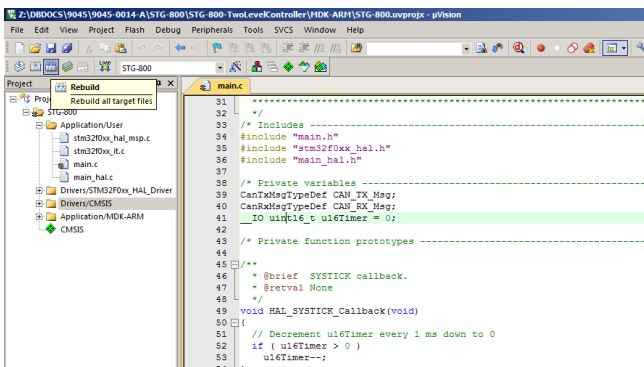 Z:\DBDOCS\9045\9045-0014-A\STG-800\STG-800-TwoLevelController\MDK-ARM\STG-800.uvprojx - µVision
File Edit View Project Flash Debug Peripherals Tools SVCS Window Help
LOAD STG-800
Project
Rebuild
Rebuild all target files
STG-800
Application/User
stm32f0xx_hal_msp.c
stm32f0xx_it.c
main.c
main_hal.c
Drivers/STM32F0xx_HAL_Driver
Drivers/CMSIS
Application/MDK-ARM
CMSIS
main.c
31 ******************************************************************
32 */
33 /* Includes ----------------------------------------------------------
34 #include "main.h"
35 #include "stm32f0xx_hal.h"
36 #include "main_hal.h"
37
38 /* Private variables -------------------------------------------------
39 CanTxMsgTypeDef CAN_TX_Msg;
40 CanRxMsgTypeDef CAN_RX_Msg;
41 __IO uint16_t u16Timer = 0;
42
43 /* Private function prototypes ---------------------------------------
44
45 /**
46 * @brief SYSTICK callback.
47 * @retval None
48 */
49 void HAL_SYSTICK_Callback(void)
50 {
51 // Decrement u16Timer every 1 ms down to 0
52 if ( u16Timer > 0 )
53 u16Timer--;